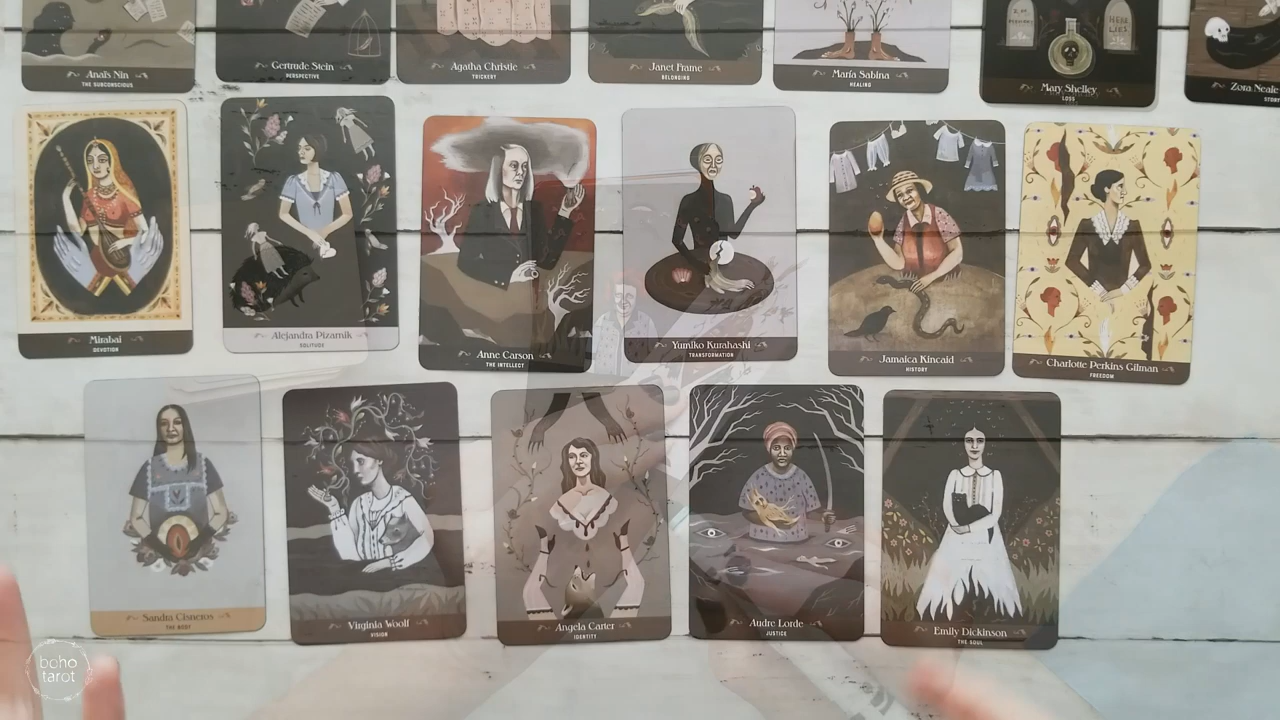 Anaïs Nin
THE SUBCONSCIOUS
Gertrude Stein
PERSPECTIVE
Agatha Christie
TRICKERY
Janet Frame
BELONGING
María Sabina
HEALING
HERE
LIES
Mary Shelley
LOSS
Zora Neale
Mirabai
DEVOTION
Alejandra Pizarnik
SOLITUDE
Anne Carson
THE INTELLECT
Yumiko Kurahashi
TRANSFORMATION
Jamaica Kincaid
HISTORY
Charlotte Perkins Gilman
FREEDOM
Sandra Cisneros
THE BODY
Virginia Woolf
VISION
Angela Carter
IDENTITY
Audre Lorde
JUSTICE
Emily Dickinson
THE SOUL
boho
tarot